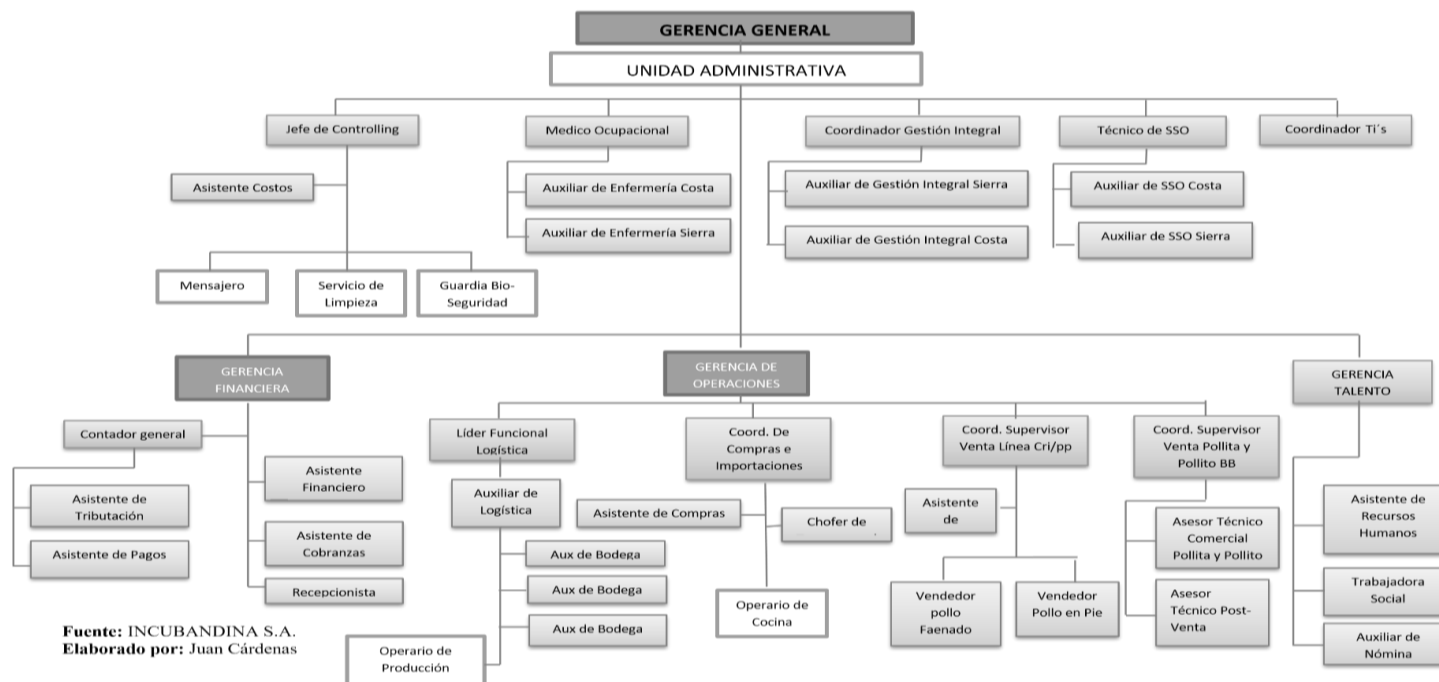 GERENCIA GENERAL
UNIDAD ADMINISTRATIVA
Jefe de Controlling
Medico Ocupacional
Coordinador Gestión Integral
Técnico de SSO
Coordinador Ti´s
Asistente Costos
Auxiliar de Enfermería Costa
Auxiliar de Gestión Integral Sierra
Auxiliar de SSO Costa
Auxiliar de Enfermería Sierra
Auxiliar de Gestión Integral Costa
Auxiliar de SSO Sierra
Mensajero
Servicio de
Limpieza
Guardia Bio-
Seguridad
GERENCIA
FINANCIERA
GERENCIA DE
OPERACIONES
GERENCIA
TALENTO
Contador general
Asistente de
Tributación
Asistente de Pagos
Asistente
Financiero
Asistente de
Cobranzas
Recepcionista
Líder Funcional
Logística
Auxiliar de
Logística
Aux de Bodega
Aux de Bodega
Aux de Bodega
Operario de
Producción
Coord. De
Compras e
Importaciones
Asistente de Compras
Chofer de
Operario de
Cocina
Coord. Supervisor
Venta Línea Cri/pp
Asistente
de
Vendedor
pollo
Faenado
Vendedor
Pollo en Pie
Coord. Supervisor
Venta Pollita y
Pollito BB
Asesor Técnico
Comercial
Pollita y Pollito
Asesor
Técnico Post-
Venta
Asistente de
Recursos
Humanos
Trabajadora
Social
Auxiliar de
Nómina
Fuente: INCUBANDINA S.A.
Elaborado por: Juan Cárdenas